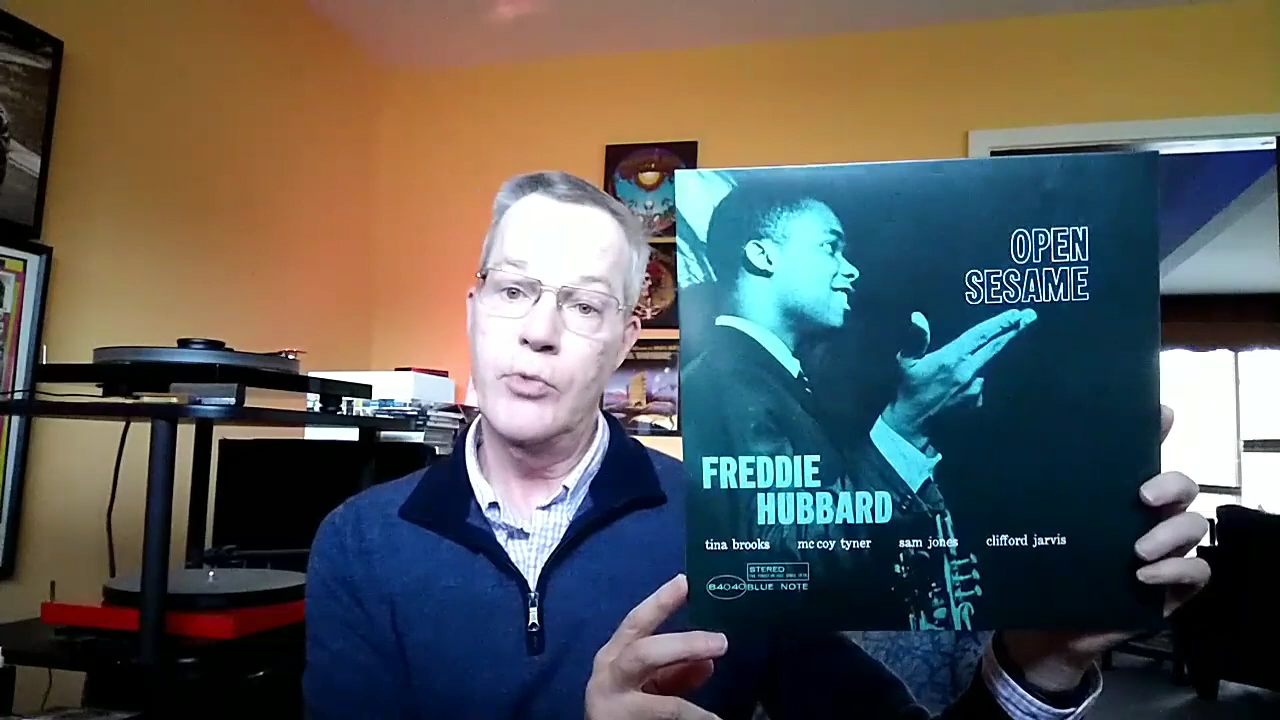 OPEN
SESAME
FREDDIE
HUBBARD
tina brooks mc coy tyner sam jones clifford jarvis
STEREO
84040 BLUE NOTE